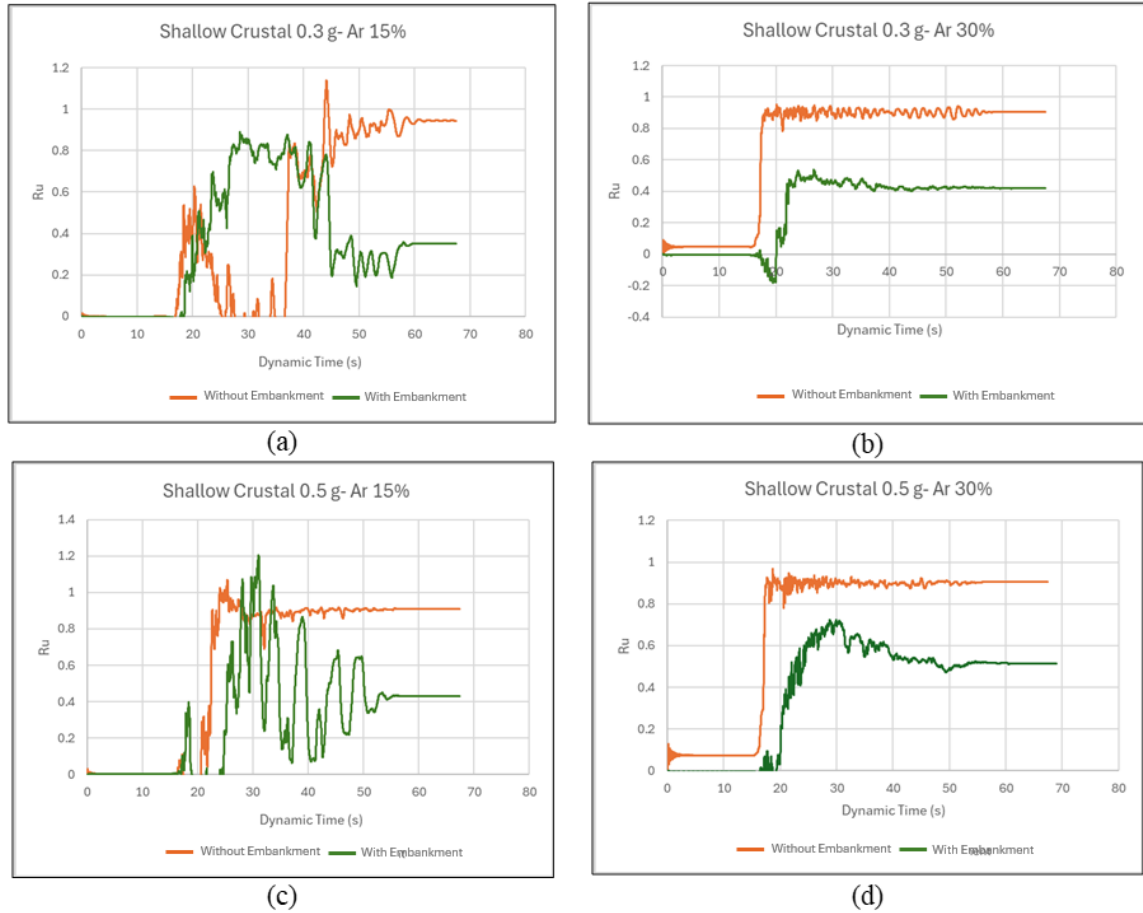 Shallow Crustal 0.3 g- Ar 15%
1.2
1
0.8
0.6
0.4
0.2
0
Ru
0 10 20 30 40 50 60 70 80
Dynamic Time (s)
Without Embankment With Embankment
(a)
Shallow Crustal 0.3 g- Ar 30%
1.2
1
0.8
0.6
0.4
0.2
0
-0.2
-0.4
Ru
0 10 20 30 40 50 60 70 80
Dynamic Time (s)
Without Embankment With Embankment
(b)
Shallow Crustal 0.5 g- Ar 15%
1.4
1.2
1
0.8
0.6
0.4
0.2
0
Ru
0 10 20 30 40 50 60 70 80
Dynamic Time (s)
Without Embankment With Embankment
(c)
Shallow Crustal 0.5 g- Ar 30%
1.2
1
0.8
0.6
0.4
0.2
0
Ru
0 10 20 30 40 50 60 70 80
Dynamic Time (s)
Without Embankment With Embankment
(d)